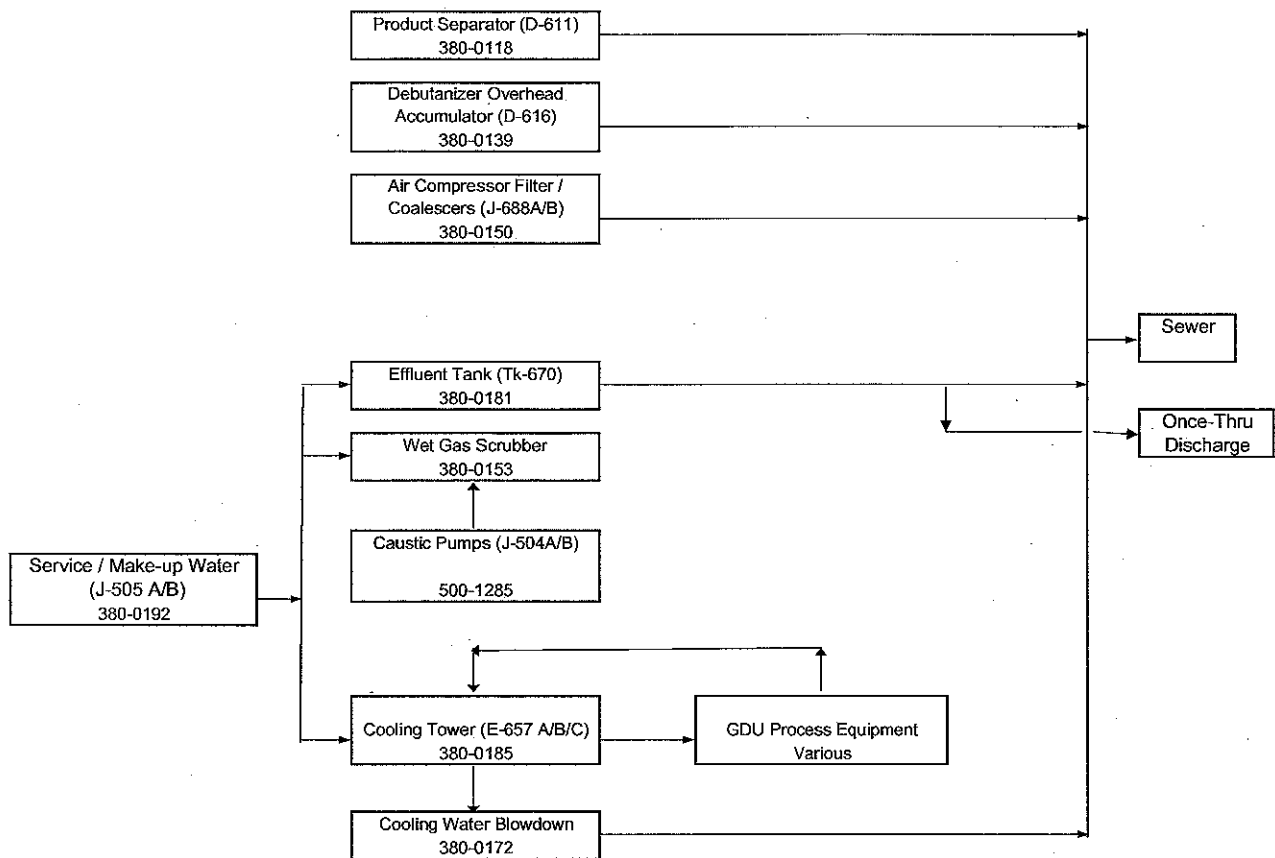 Product Separator (D-611)
380-0118
Debutanizer Overhead
Accumulator (D-616)
380-0139
Air Compressor Filter /
Coalescers (J-688A/B)
380-0150
Sewer
Effluent Tank (Tk-670)
380-0181
Once-Thru
Discharge
Wet Gas Scrubber
380-0153
Caustic Pumps (J-504A/B)
500-1285
Service / Make-up Water
(J-505 A/B)
380-0192
Cooling Tower (E-657 A/B/C)
380-0185
GDU Process Equipment
Various
Cooling Water Blowdown
380-0172